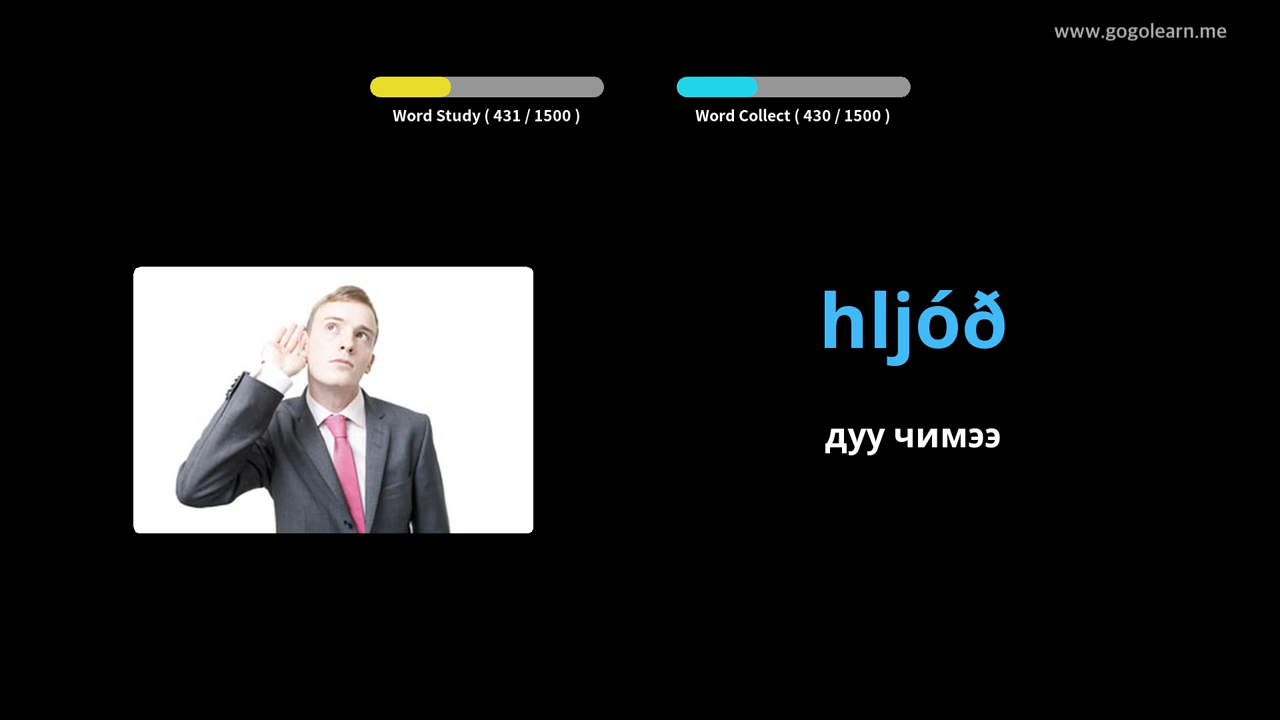 www.gogolearn.me
Word Study ( 431 / 1500 )
Word Collect ( 430 / 1500 )
hljóð
дуу чимээ